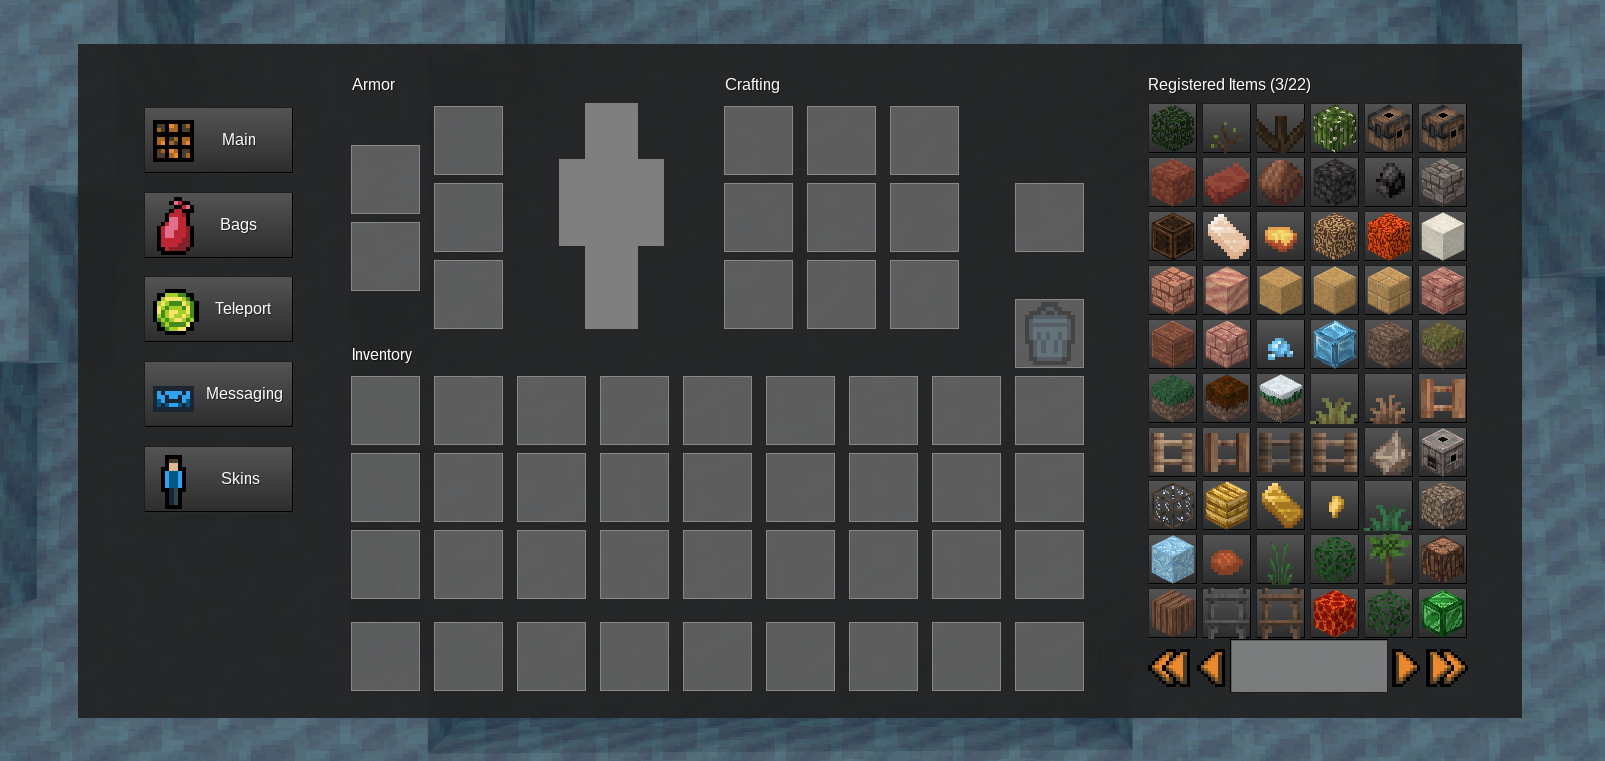 Armor
Crafting
Registered Items (3/22)
Main
Bags
Teleport
Inventory
Messaging
Skins